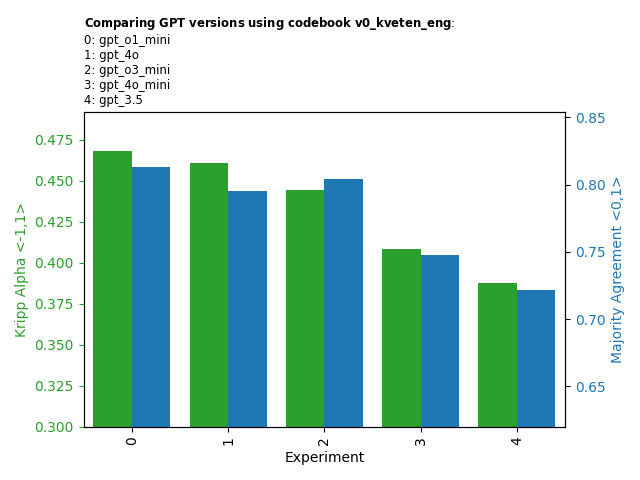 Comparing GPT versions using codebook v0_kveten_eng:
0: gpt_o1_mini
1: gpt_4o
2: gpt_o3_mini
3: gpt_4o_mini
4: gpt_3.5
0.475
0.450
0.425
0.400
0.375
0.350
0.325
0.300
Kripp Alpha <-1,1>
0.85
0.80
0.75
0.70
0.65
Majority Agreement <0,1>
0 1 2 3 4
Experiment